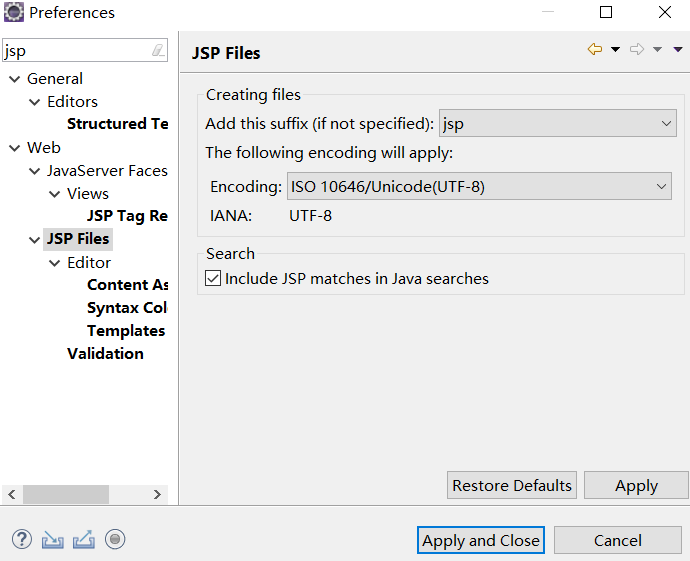 Preferences
jsp
General
Editors
Structured Te
Web
JavaServer Faces
Views
JSP Tag Re
JSP Files
Editor
Content As
Syntax Col
Templates
Validation
JSP Files
Creating files
Add this suffix (if not specified): jsp
The following encoding will apply:
Encoding: ISO 10646/Unicode(UTF-8)
IANA: UTF-8
Search
Include JSP matches in Java searches
Restore Defaults Apply
Apply and Close Cancel